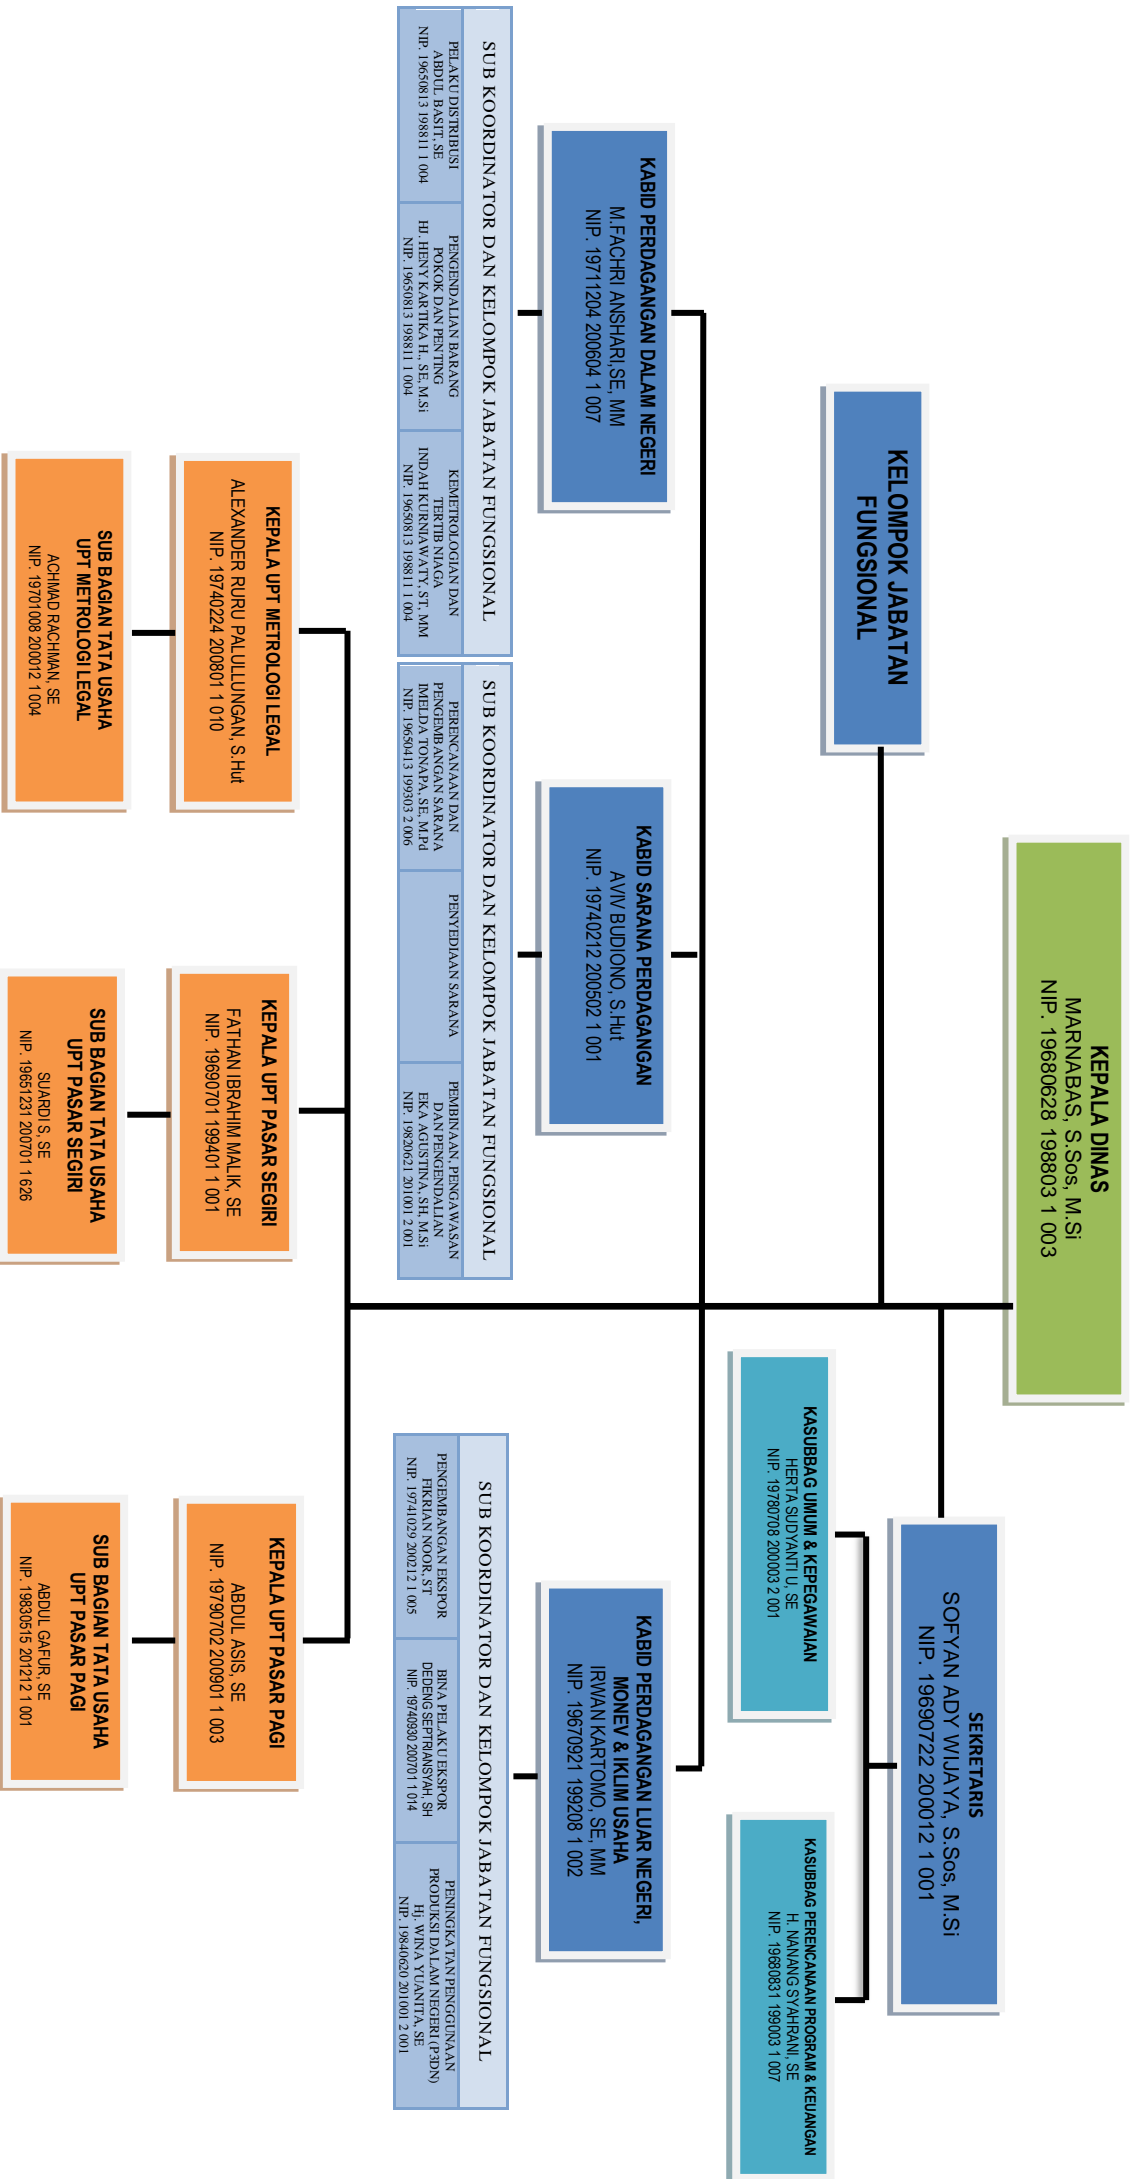 KEPALA DINAS
MARNABAS, S.Sos, M.Si
NIP. 19680628 198803 1 003
SEKRETARIS
SOFYAN ADY WIJAYA, S.Sos, M.Si
NIP. 19690722 200012 1 001
KELOMPOK JABATAN
FUNGSIONAL
KASUBBAG UMUM & KEPEGAWAIAN
HERTA SUDYANTI U, SE
NIP. 19780708 200003 2 001
KASUBBAG PERENCANAAN PROGRAM & KEUANGAN
H. NANANG SYAHRANI, SE
NIP. 19680831 199003 1 007
KABID PERDAGANGAN DALAM NEGERI
M.FACHRI ANSHARI,SE, MM
NIP. 19711204 200604 1 007
KABID SARANA PERDAGANGAN
AVIV BUDIONO, S.Hut
NIP. 19740212 200502 1 001
KABID PERDAGANGAN LUAR NEGERI,
MONEV & IKLIM USAHA
IRWAN KARTOMO, SE, MM
NIP. 19670921 199208 1 002
SUB KOORDINATOR DAN KELOMPOK JABATAN FUNGSIONAL
PELAKU DISTRIBUSI
ABDUL BASIT, SE
NIP. 19650813 198811 1 004
PENGENDALIAN BARANG
POKOK DAN PENTING
HJ. HENY KARTIKA H., SE, M.Si
NIP. 19650813 198811 1 004
KEMETROLOGIAN DAN
TERTIB NIAGA
INDAH KURNIAWATY, ST, MM
NIP. 19650813 198811 1 004
SUB KOORDINATOR DAN KELOMPOK JABATAN FUNGSIONAL
PERENCANAAN DAN
PENGEMBANGAN SARANA
IMELDA TONAPA, SE, M.Pd
NIP. 19650413 199303 2 006
PENYEDIAAN SARANA
PEMBINAAN, PENGAWASAN
DAN PENGENDALIAN
EKA AGUSTINA, SH, M.Si
NIP. 19820621 201001 2 001
SUB KOORDINATOR DAN KELOMPOK JABATAN FUNGSIONAL
PENGEMBANGAN EKSPOR
FIKRIAN NOOR, ST
NIP. 19741029 200212 1 005
BINA PELAKU EKSPOR
DEDENG SEPTRIANSYAH, SH
NIP. 19740930 200701 1 014
PENINGKATAN PENGGUNAAN
PRODUKSI DALAM NEGERI (P3DN)
Hj. WINA YUANITA, SE
NIP. 19840620 201001 2 001
KEPALA UPT METROLOGI LEGAL
ALEXANDER RURU PALULLUNGAN, S.Hut
NIP. 19740224 200801 1 010
KEPALA UPT PASAR SEGIRI
FATHAN IBRAHIM MALIK, SE
NIP. 19690701 199401 1 001
KEPALA UPT PASAR PAGI
ABDUL ASIS, SE
NIP. 19790702 200901 1 003
SUB BAGIAN TATA USAHA
UPT METROLOGI LEGAL
ACHMAD RACHMAN, SE
NIP. 19701008 200012 1 004
SUB BAGIAN TATA USAHA
UPT PASAR SEGIRI
SUARDI S, SE
NIP. 19651231 200701 1 626
SUB BAGIAN TATA USAHA
UPT PASAR PAGI
ABDUL GAFUR, SE
NIP. 19830515 201212 1 001